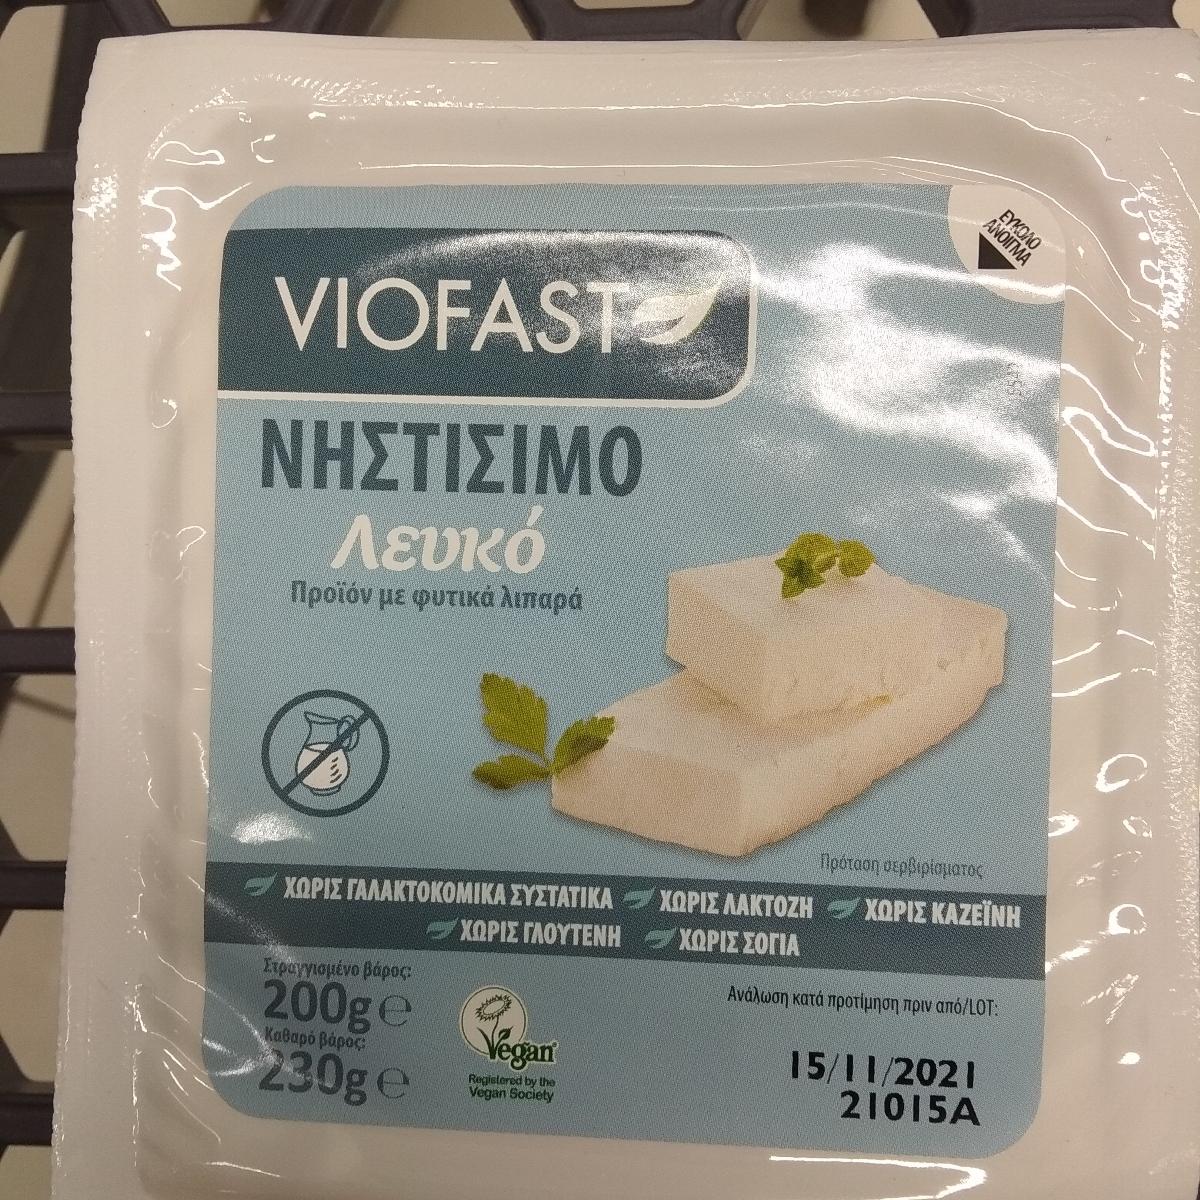 ΕΥΚΟΛΟ
ΑΝΟΙΓΜΑ
VIOFAST
ΝΗΣΤΙΣΙΜΟ
Λευκό
Προϊόν με φυτικά λιπαρά
Πρόταση σερβιρίσματος
ΧΩΡΙΣ ΓΑΛΑΚΤΟΚΟΜΙΚΑ ΣΥΣΤΑΤΙΚΑ ΧΩΡΙΣ ΛΑΚΤΟΖΗ ΧΩΡΙΣ ΚΑΖΕΪΝΗ
ΧΩΡΙΣ ΓΛΟΥΤΕΝΗ ΧΩΡΙΣ ΣΟΓΙΑ
Στραγγισμένο βάρος:
200g ℮
Καθαρό βάρος:
230g ℮
Vegan
Registered by the
Vegan Society
Ανάλωση κατά προτίμηση πριν από/LOT:
15/11/2021
21015A